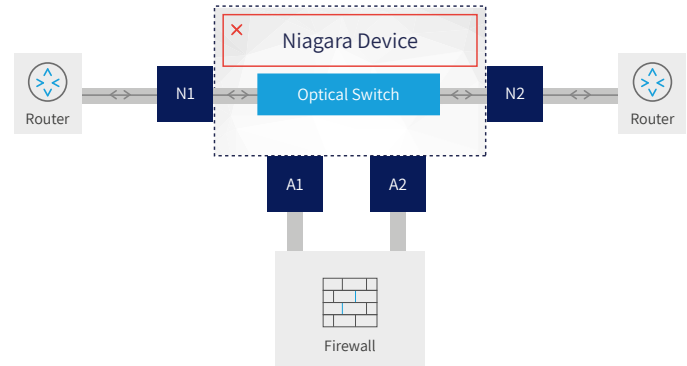 Niagara Device
N1
Optical Switch
N2
Router
Router
A1
A2
Firewall